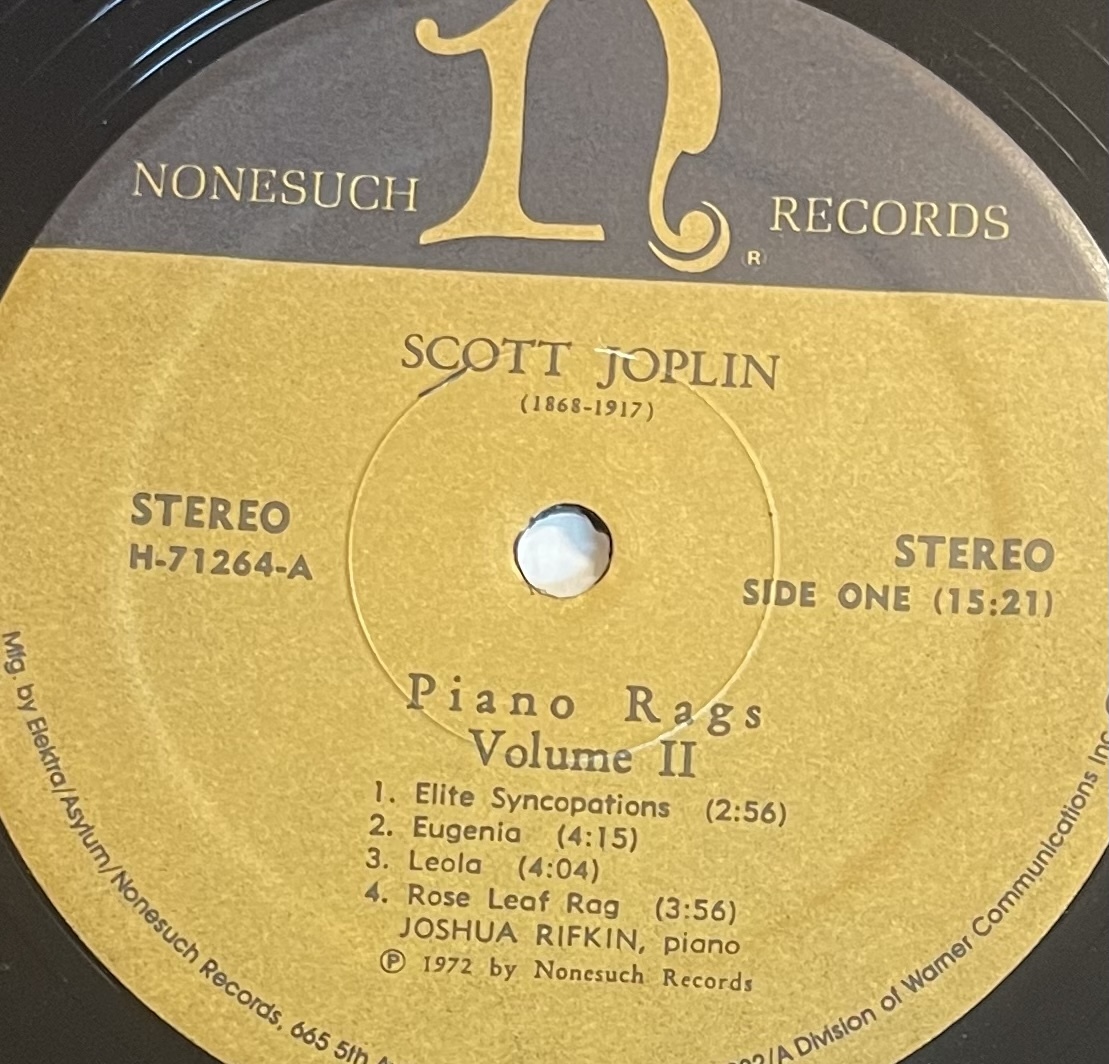 n
NONESUCH RECORDS
®
SCOTT JOPLIN
(1868-1917)
STEREO
H-71264-A
STEREO
SIDE ONE (15:21)
Piano Rags
Volume II
1. Elite Syncopations (2:56)
2. Eugenia (4:15)
3. Leola (4:04)
4. Rose Leaf Rag (3:56)
JOSHUA RIFKIN, piano
℗ 1972 by Nonesuch Records
Mfg. by Elektra/Asylum/Nonesuch Records, 665 5th
/A Division of Warner Communications Inc.